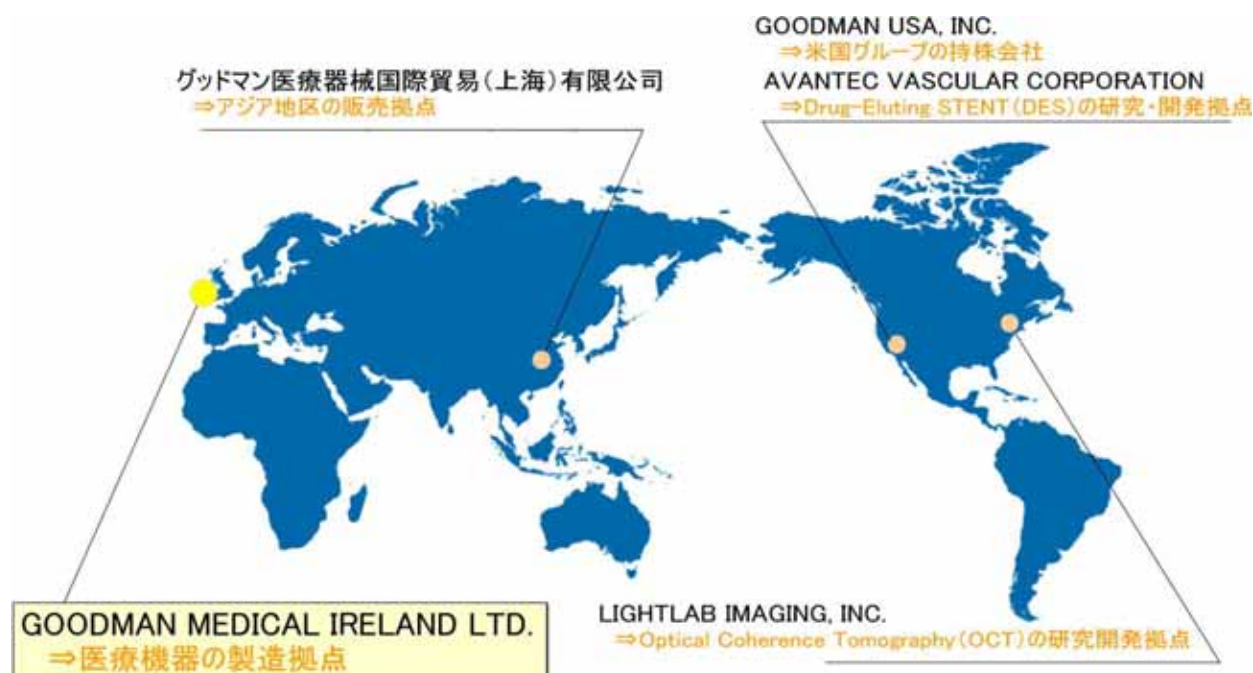 GOODMAN USA, INC.
⇒米国グループの持株会社
グッドマン医療器械国際貿易(上海)有限公司
⇒アジア地区の販売拠点
AVANTEC VASCULAR CORPORATION
⇒Drug-Eluting STENT(DES)の研究・開発拠点
GOODMAN MEDICAL IRELAND LTD.
⇒医療機器の製造拠点
LIGHTLAB IMAGING, INC.
⇒Optical Coherence Tomography(OCT)の研究開発拠点